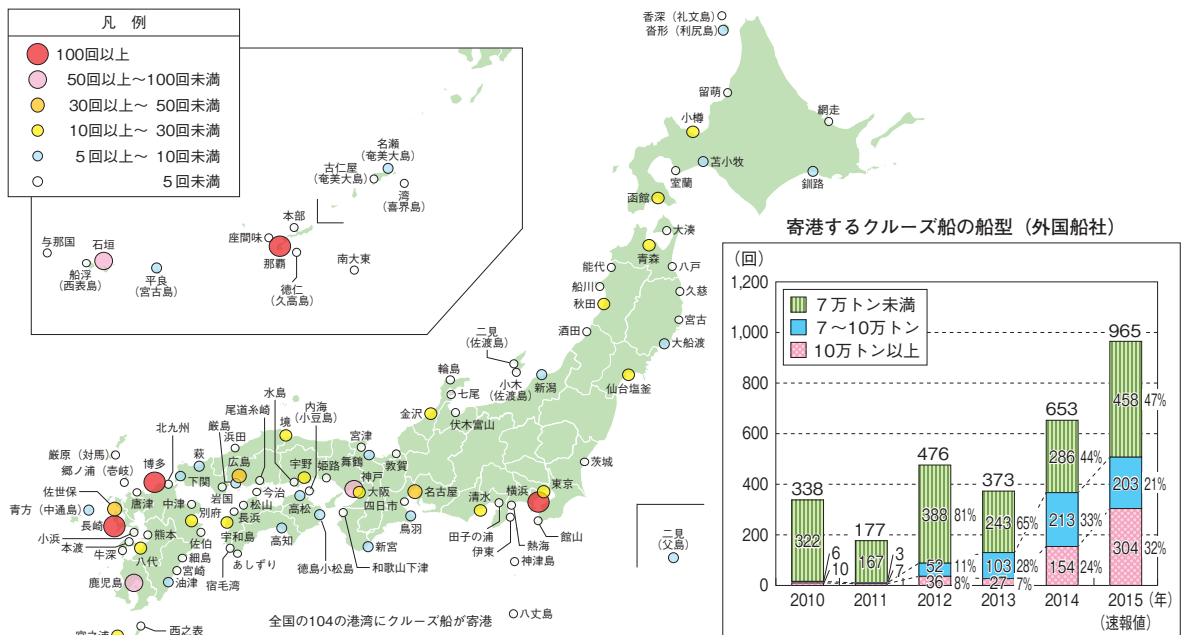 凡 例
100回以上
50回以上～100回未満
30回以上～ 50回未満
10回以上～ 30回未満
5回以上～ 10回未満
5回未満
香深（礼文島）
沓形（利尻島）
留萌
網走
小樽
苫小牧
室蘭
釧路
函館
名瀬
（奄美大島）
古仁屋
（奄美大島）
湾
（喜界島）
本部
座間味
那覇
徳仁
（久高島）
南大東
与那国
石垣
船浮
（西表島）
平良
（宮古島）
大湊
青森
八戸
能代
久慈
船川
秋田
宮古
酒田
大船渡
二見
（佐渡島）
小木
（佐渡島）
新潟
仙台塩釜
輪島
七尾
金沢
伏木富山
水島
尾道糸崎
内海
（小豆島）
境
厳島
浜田
北九州
萩
厳原（対馬）
郷ノ浦（壱岐）
博多
下関
広島
宇野
姫路
宮津
舞鶴
敦賀
神戸
大阪
名古屋
四日市
鳥羽
清水
横浜
東京
茨城
佐世保
青方（中通島）
唐津
中津
岩国
今治
松山
高松
長崎
別府
長浜
小浜
本渡
熊本
牛深
八代
佐伯
宇和島
高知
新宮
田子の浦
伊東
熱海
館山
細島
宮崎
あしずり
宿毛湾
徳島小松島
和歌山下津
神津島
鹿児島
油津
二見
（父島）
八丈島
西之表
宮之浦
全国の104の港湾にクルーズ船が寄港
寄港するクルーズ船の船型（外国船社）
（回）
1,200
1,000
800
600
400
200
0
7万トン未満
7～10万トン
10万トン以上
338
322
6
10
177
167
3
7
476
388
81%
52
11%
36
8%
373
243
65%
103
28%
27
7%
653
286
44%
213
33%
154
24%
965
458
47%
203
21%
304
32%
2010 2011 2012 2013 2014 2015（年）
（速報値）